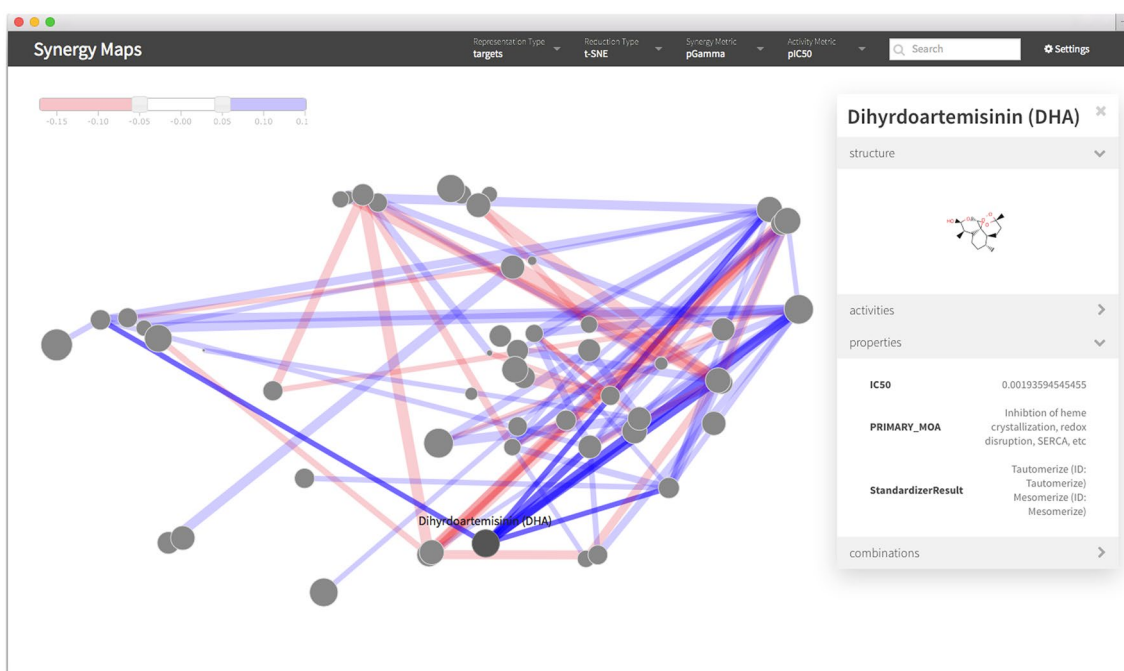 Synergy Maps
Representation Type
targets
Reduction Type
t-SNE
Synergy Metric
pGamma
Activity Metric
pIC50
Search
Settings
-0.15 -0.10 -0.05 -0.00 0.05 0.10 0.1
Dihyrdoartemisinin (DHA)
Dihyrdoartemisinin (DHA)
structure
activities
properties
IC50 0.00193594545455
PRIMARY_MOA
Inhibtion of heme
crystallization, redox
disruption, SERCA, etc
StandardizerResult
Tautomerize (ID:
Tautomerize)
Mesomerize (ID:
Mesomerize)
combinations